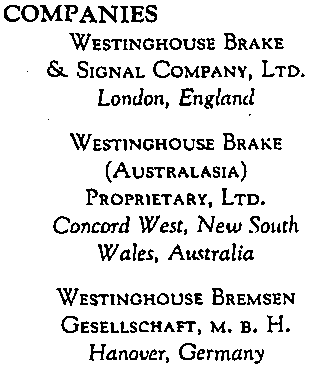 COMPANIES
WESTINGHOUSE BRAKE
& SIGNAL COMPANY, LTD.
London, England
WESTINGHOUSE BRAKE
(AUSTRALASIA)
PROPRIETARY, LTD.
Concord West, New South
Wales, Australia
WESTINGHOUSE BREMSEN
GESELLSCHAFT, M. B. H.
Hanover, Germany